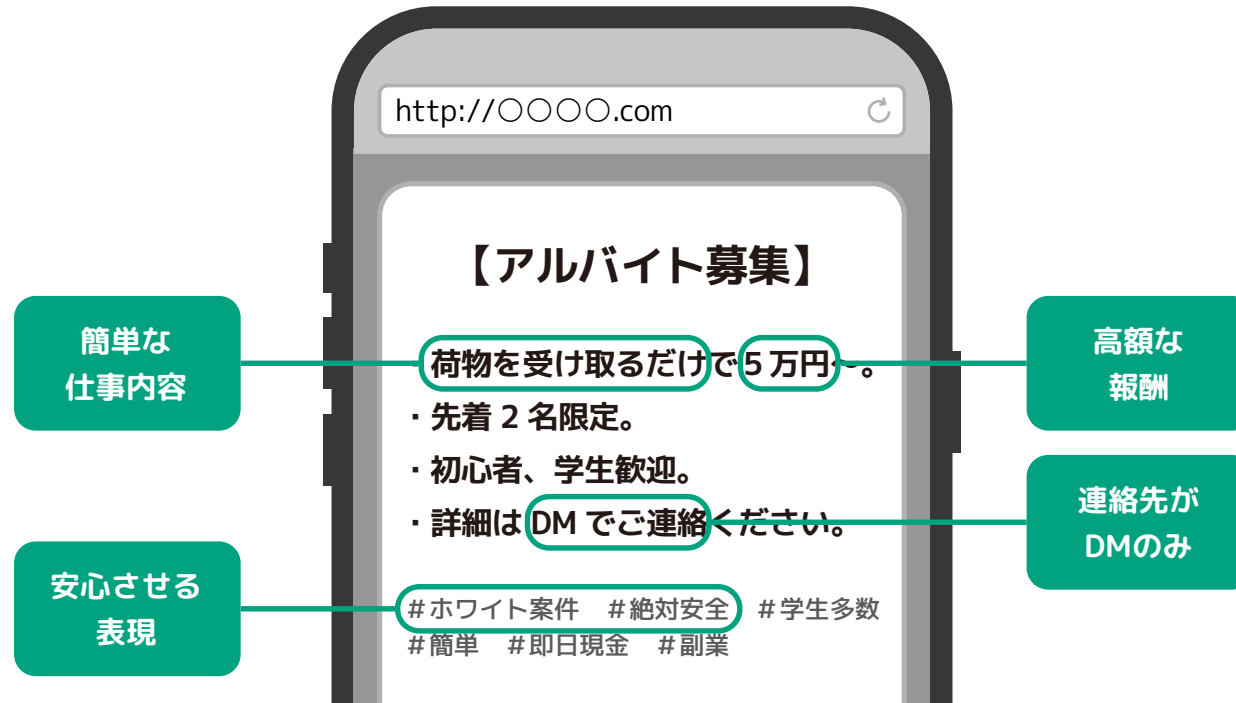 http://○○○○.com
【アルバイト募集】
簡単な
仕事内容
高額な
報酬
・荷物を受け取るだけで5万円〜。
・先着2名限定。
・初心者、学生歓迎。
・詳細はDMでご連絡ください。
連絡先が
DMのみ
安心させる
表現
#ホワイト案件 #絶対安全 #学生多数
#簡単 #即日現金 #副業